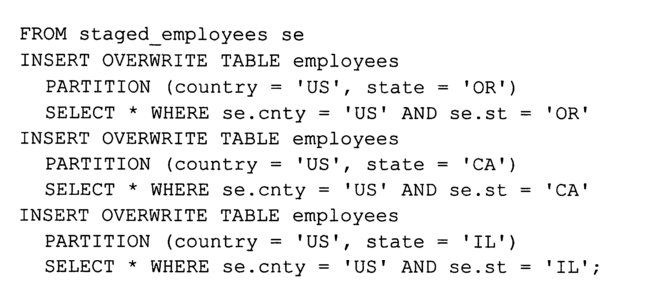 FROM staged_employees se
INSERT OVERWRITE TABLE employees
PARTITION (country = 'US', state = 'OR')
SELECT * WHERE se.cnty = 'US' AND se.st = 'OR'
INSERT OVERWRITE TABLE employees
PARTITION (country = 'US', state = 'CA')
SELECT * WHERE se.cnty = 'US' AND se.st = 'CA'
INSERT OVERWRITE TABLE employees
PARTITION (country = 'US', state = 'IL')
SELECT * WHERE se.cnty = 'US' AND se.st = 'IL';